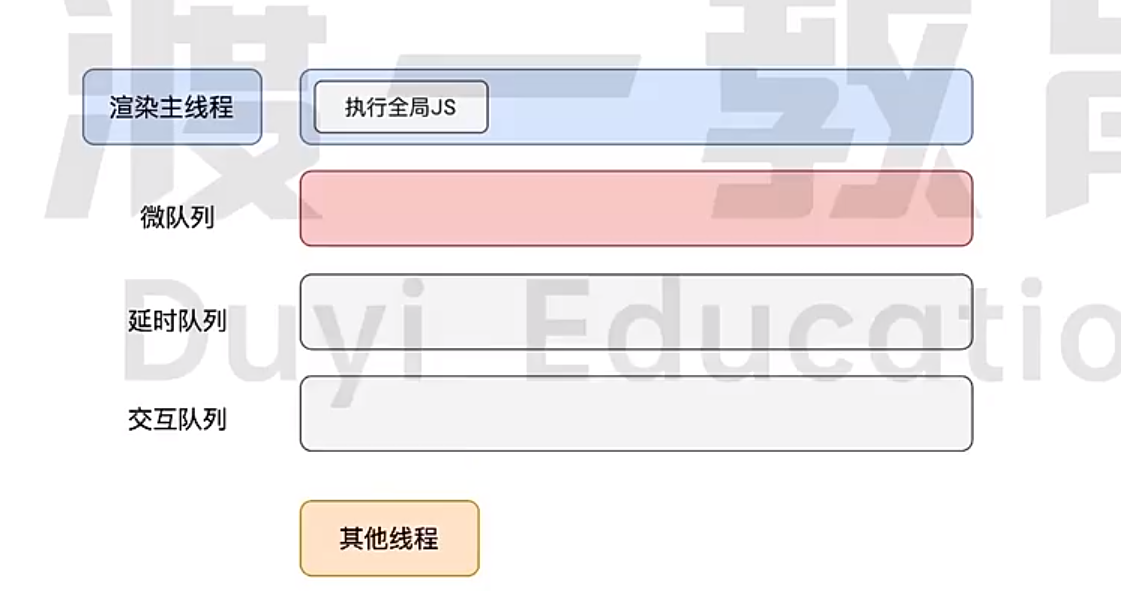 渡一教育
渲染主线程
执行全局JS
微队列
Duyi Educatio
延时队列
交互队列
其他线程